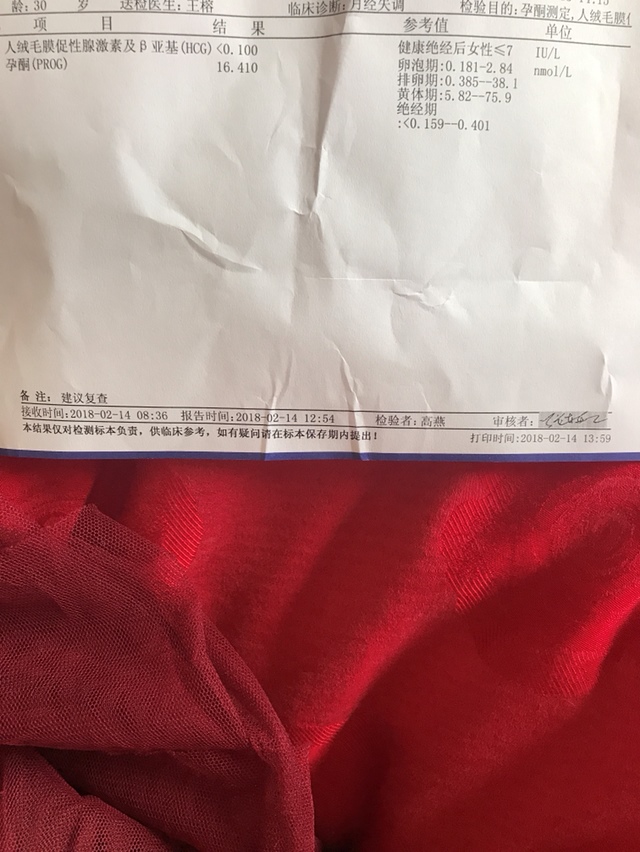 龄:30 岁 送检医生:王榕 临床诊断:月经失调 检验目的:孕酮测定,人绒毛膜
项 目 结 果 参考值 单位
人绒毛膜促性腺激素及β亚基(HCG) <0.100 健康绝经后女性≤7 IU/L
孕酮(PROG) 16.410 卵泡期:0.181-2.84 nmol/L
排卵期:0.385--38.1
黄体期:5.82--75.9
绝经期
:<0.159--0.401
备 注: 建议复查
接收时间:2018-02-14 08:36 报告时间:2018-02-14 12:54 检验者:高燕 审核者:
本结果仅对检测标本负责，供临床参考，如有疑问请在标本保存期内提出！ 打印时间:2018-02-14 13:59